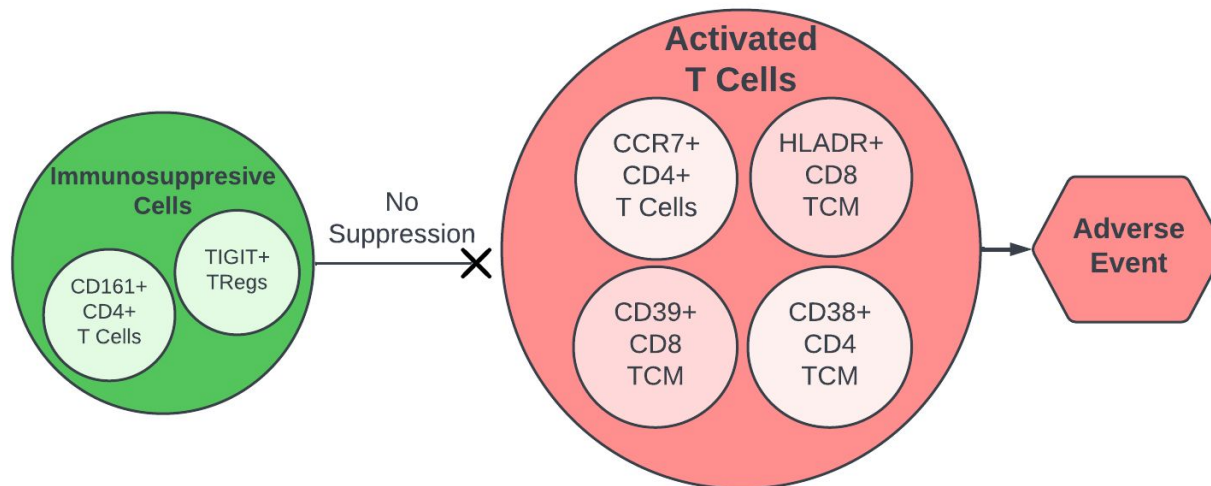 Immunosuppresive
Cells
CD161+
CD4+
T Cells
TIGIT+
TRegs
No
Suppression
Activated
T Cells
CCR7+
CD4+
T Cells
HLADR+
CD8
TCM
CD39+
CD8
TCM
CD38+
CD4
TCM
Adverse
Event